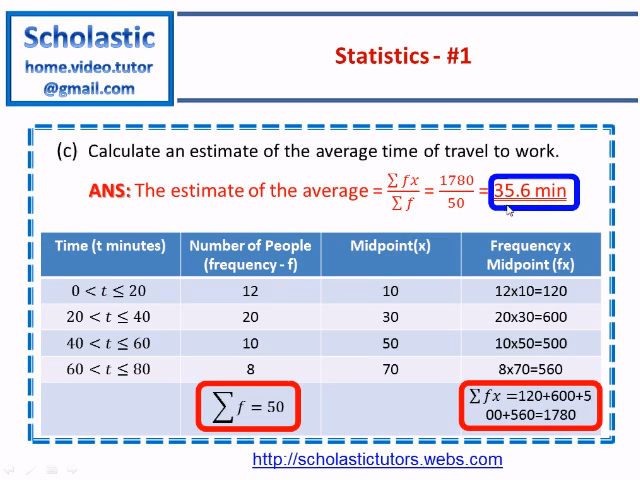 Scholastic
home.video.tutor
@gmail.com
Statistics - #1
(c) Calculate an estimate of the average time of travel to work.
ANS: The estimate of the average = ∑fx/∑f = 1780/50 = 35.6 min
Time (t minutes) Number of People (frequency - f) Midpoint(x) Frequency x Midpoint (fx)
0 < t ≤ 20 12 10 12x10=120
20 < t ≤ 40 20 30 20x30=600
40 < t ≤ 60 10 50 10x50=500
60 < t ≤ 80 8 70 8x70=560
∑f = 50 ∑fx =120+600+5
00+560=1780
http://scholastictutors.webs.com